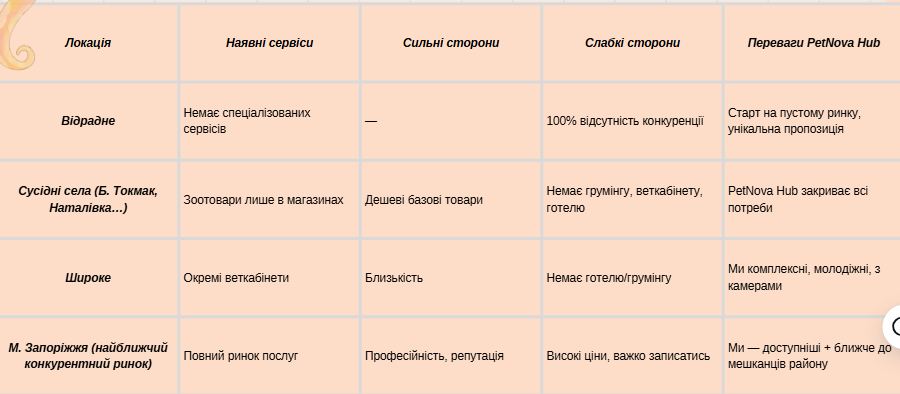 Локація
Наявні сервіси
Сильні сторони
Слабкі сторони
Переваги PetNova Hub
Відрадне
Немає спеціалізованих
сервісів
—
100% відсутність конкуренції
Старт на пустому ринку,
унікальна пропозиція
Сусідні села (Б. Токмак,
Наталівка…)
Зоотовари лише в магазинах
Дешеві базові товари
Немає грумінгу, веткабінету,
готелю
PetNova Hub закриває всі
потреби
Широке
Окремі веткабінети
Близькість
Немає готелю/грумінгу
Ми комплексні, молодіжні, з
камерами
М. Запоріжжя (найближчий
конкурентний ринок)
Повний ринок послуг
Професійність, репутація
Високі ціни, важко записатись
Ми — доступніші + ближче до
мешканців району